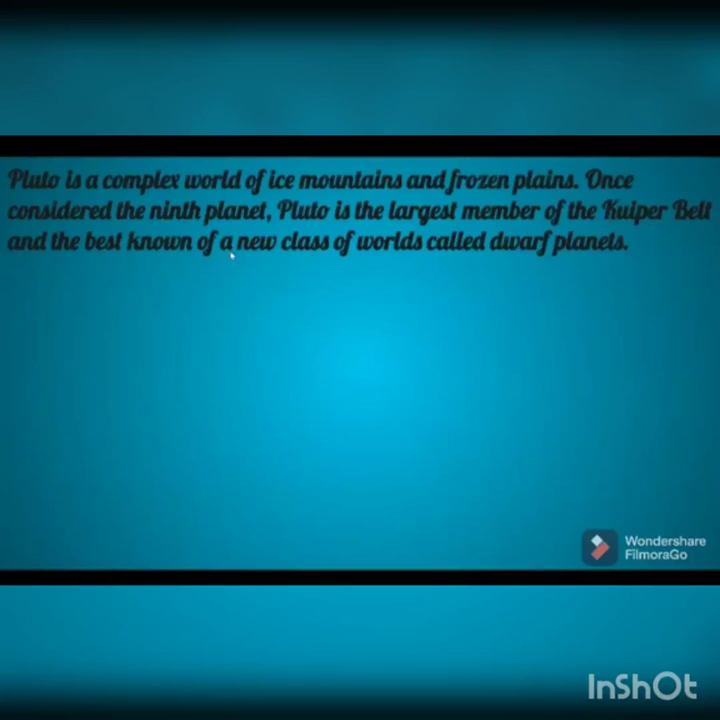 Pluto is a complex world of ice mountains and frozen plains. Once
considered the ninth planet, Pluto is the largest member of the Kuiper Belt
and the best known of a new class of worlds called dwarf planets.
Wondershare
FilmoraGo
InShOt